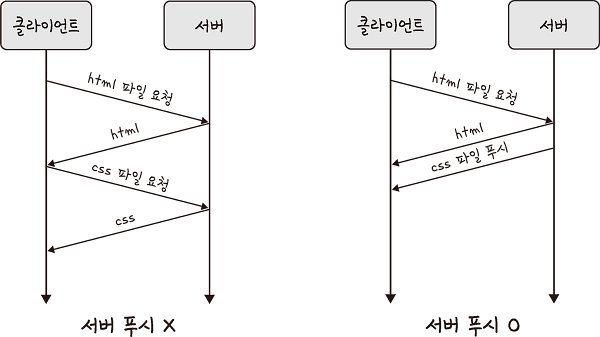 클라이언트
서버
html 파일 요청
html
css 파일 요청
css
서버 푸시 X
클라이언트
서버
html 파일 요청
html
css 파일 푸시
서버 푸시 O